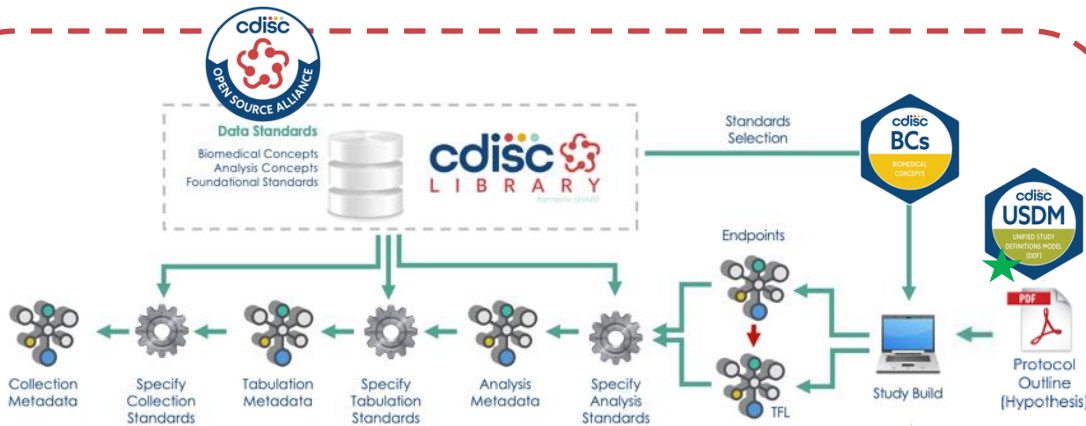 cdisc
OPEN SOURCE ALLIANCE
Data Standards
Biomedical Concepts
Analysis Concepts
Foundational Standards
cdisc
LIBRARY
formerly SHARE
Standards
Selection
cdisc
BCs
BIOMEDICAL
CONCEPTS
cdisc
USDM
UNIFIED STUDY
DEFINITIONS MODEL
(DDF)
Endpoints
PDF
Collection
Metadata
Specify
Collection
Standards
Tabulation
Metadata
Specify
Tabulation
Standards
Analysis
Metadata
Specify
Analysis
Standards
TFL
Study Build
Protocol
Outline
(Hypothesis)